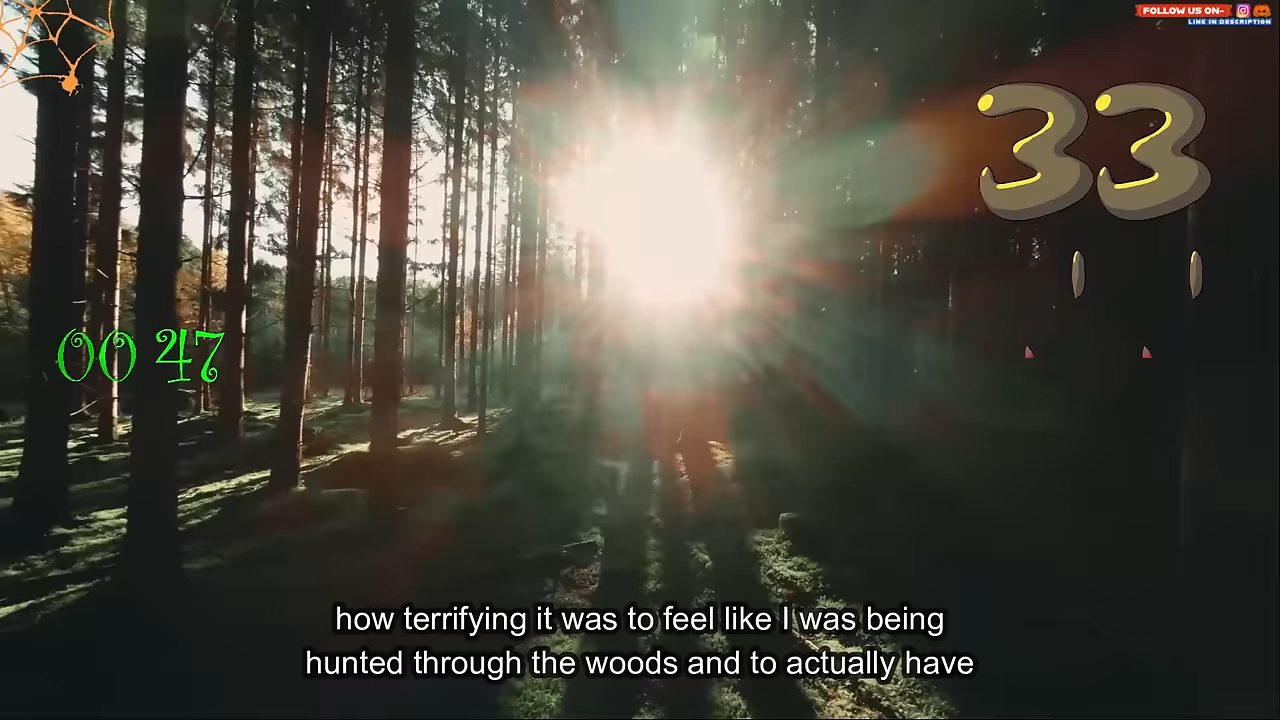 FOLLOW US ON-
LINK IN DESCRIPTION
33
00 47
how terrifying it was to feel like I was being
hunted through the woods and to actually have